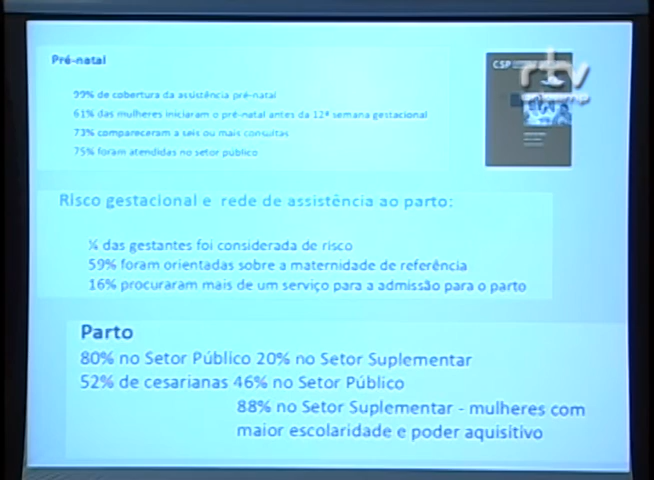 Pré-natal
99% de cobertura da assistência pré-natal
61% das mulheres iniciaram o pré-natal antes da 12ª semana gestacional
73% compareceram a seis ou mais consultas
75% foram atendidas no setor público
CSP
rtv
Risco gestacional e rede de assistência ao parto:
¼ das gestantes foi considerada de risco
59% foram orientadas sobre a maternidade de referência
16% procuraram mais de um serviço para a admissão para o parto
Parto
80% no Setor Público 20% no Setor Suplementar
52% de cesarianas 46% no Setor Público
88% no Setor Suplementar - mulheres com
maior escolaridade e poder aquisitivo